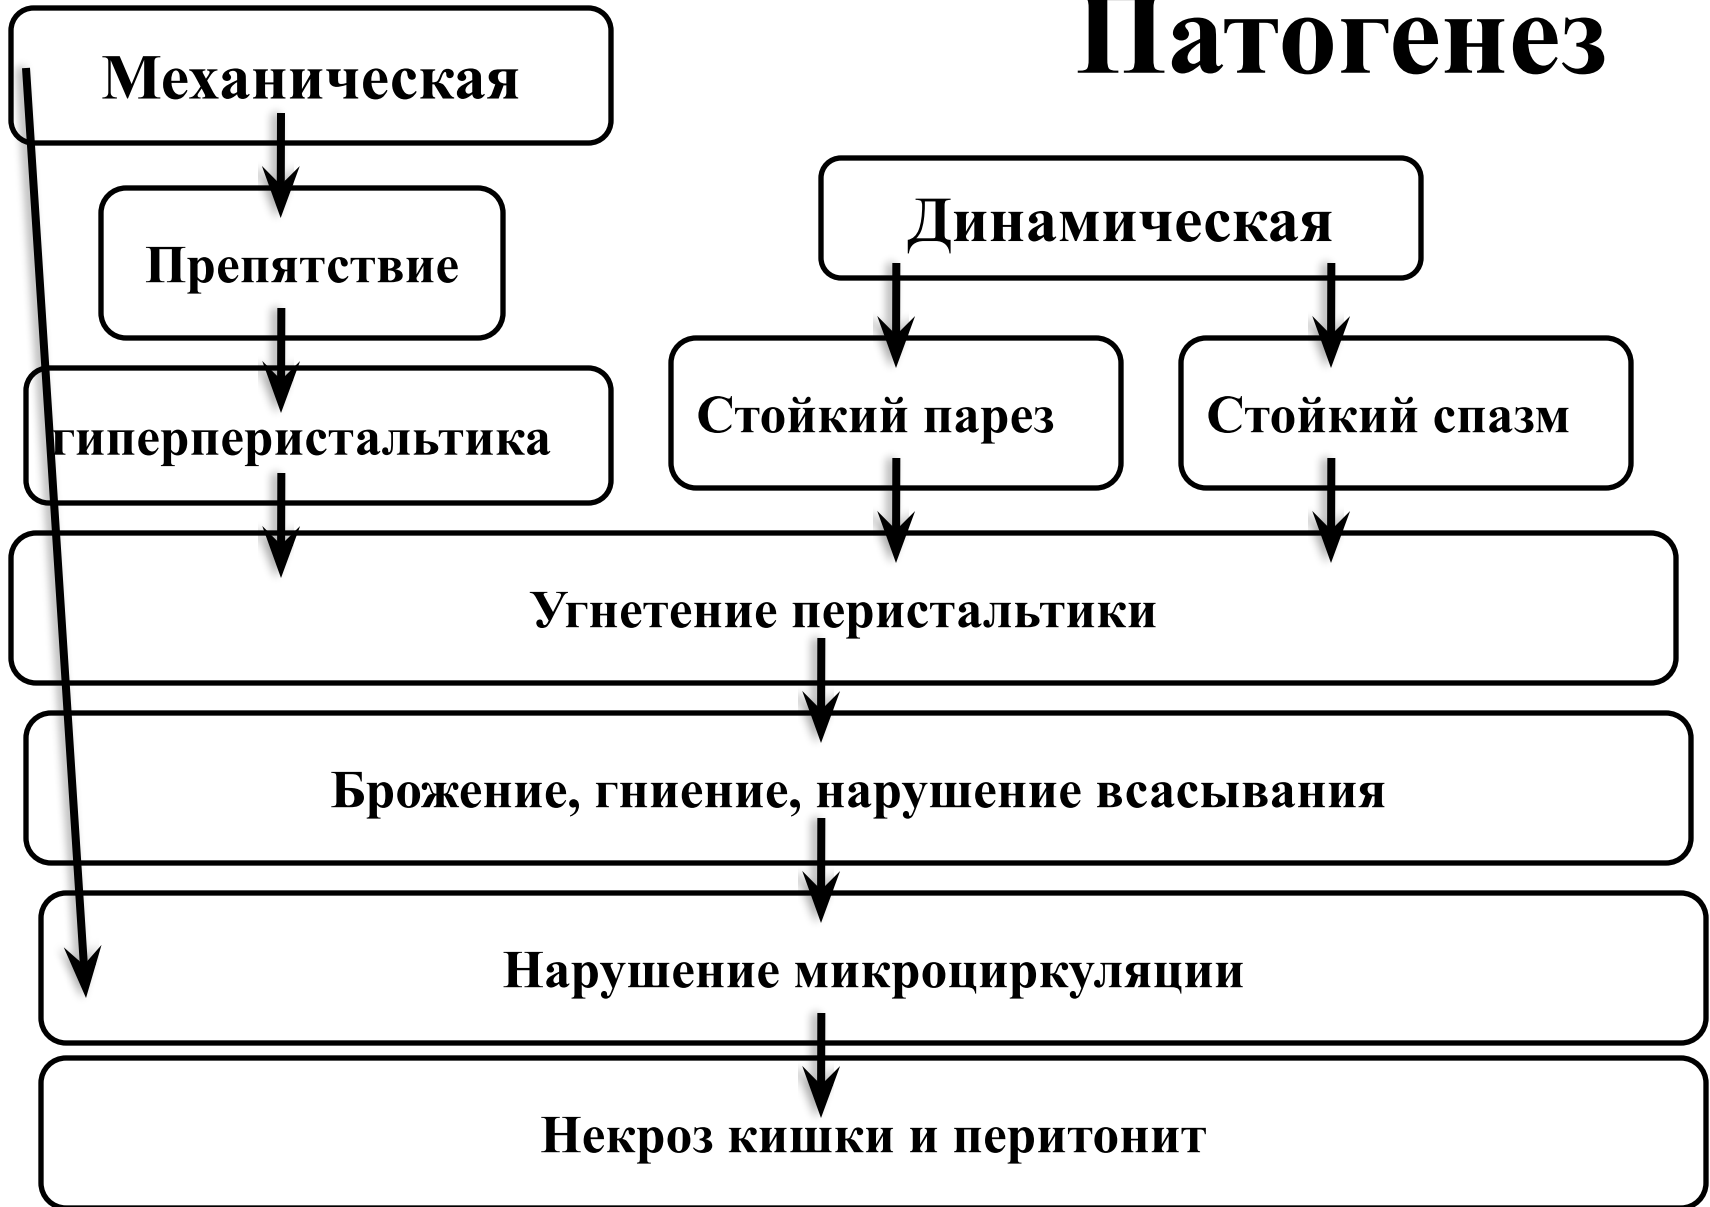 Патогенез
Механическая
Динамическая
Препятствие
гиперперистальтика
Стойкий парез
Стойкий спазм
Угнетение перистальтики
Брожение, гниение, нарушение всасывания
Нарушение микроциркуляции
Некроз кишки и перитонит